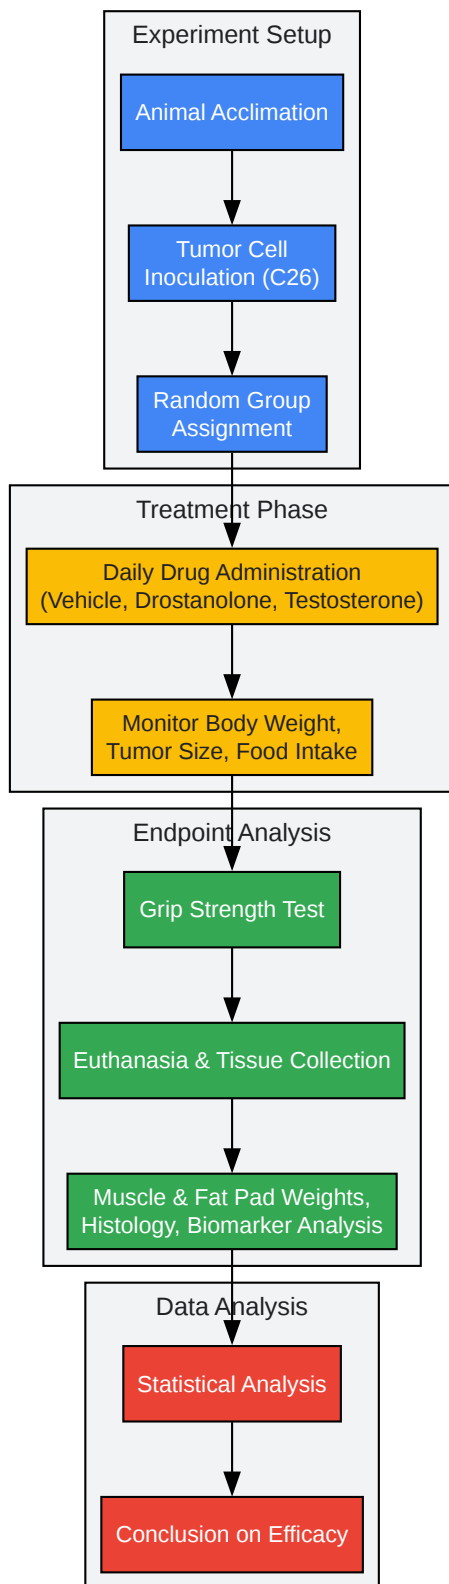 Experiment Setup
Animal Acclimation
Tumor Cell
Inoculation (C26)
Random Group
Assignment
Treatment Phase
Daily Drug Administration
(Vehicle, Drostanolone, Testosterone)
Monitor Body Weight,
Tumor Size, Food Intake
Endpoint Analysis
Grip Strength Test
Euthanasia & Tissue Collection
Muscle & Fat Pad Weights,
Histology, Biomarker Analysis
Data Analysis
Statistical Analysis
Conclusion on Efficacy